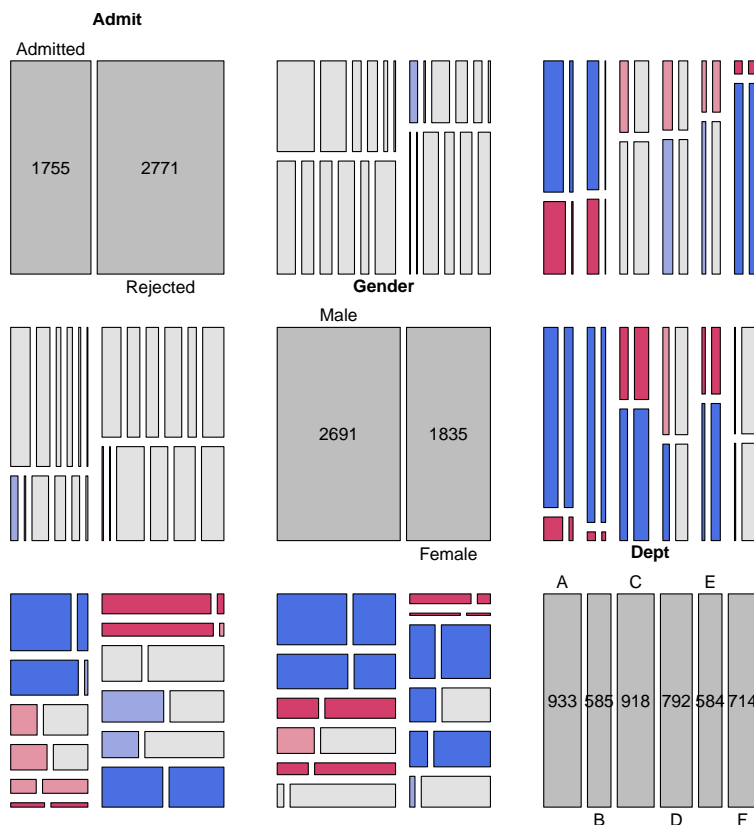 Admit
Admitted
1755
2771
Rejected
Gender
Male
2691
1835
Female
Dept
A
C
E
933
585
918
792
584
714
B
D
F